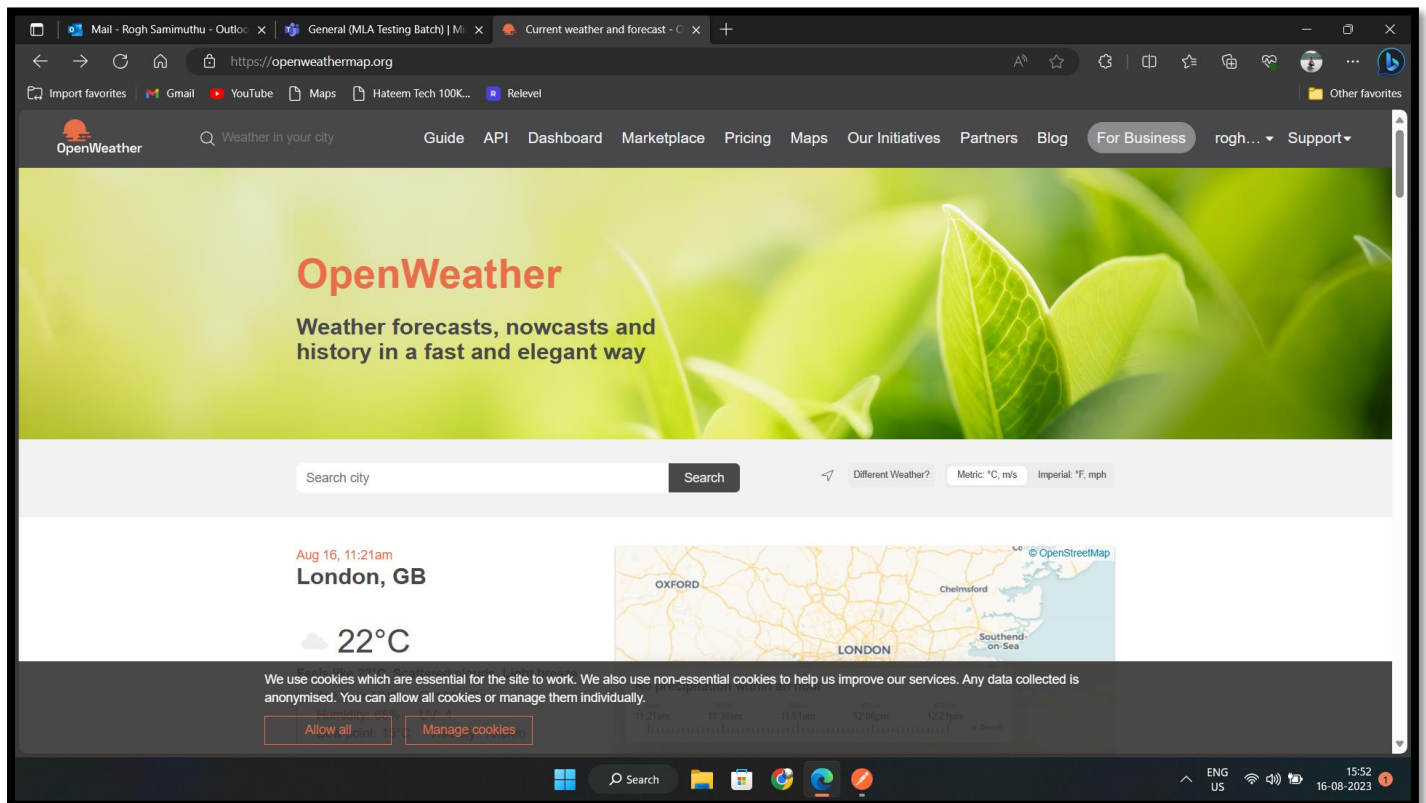 Mail - Rogh Samimuthu - Outloo
General (MLA Testing Batch) | Mi
Current weather and forecast - O
https://openweathermap.org
Import favorites
Gmail
YouTube
Maps
Hateem Tech 100K...
Relevel
Other favorites
OpenWeather
Weather in your city
Guide
API
Dashboard
Marketplace
Pricing
Maps
Our Initiatives
Partners
Blog
For Business
rogh...
Support
OpenWeather
Weather forecasts, nowcasts and
history in a fast and elegant way
Search city
Search
Different Weather?
Metric: °C, m/s
Imperial: °F, mph
Aug 16, 11:21am
London, GB
22°C
© OpenStreetMap
OXFORD
Chelmsford
LONDON
Southend-
on-Sea
We use cookies which are essential for the site to work. We also use non-essential cookies to help us improve our services. Any data collected is
anonymised. You can allow all cookies or manage them individually.
Allow all
Manage cookies
11:21am
11:36am
11:51am
12:06pm
12:21pm
Search
ENG
US
15:52
16-08-2023
1